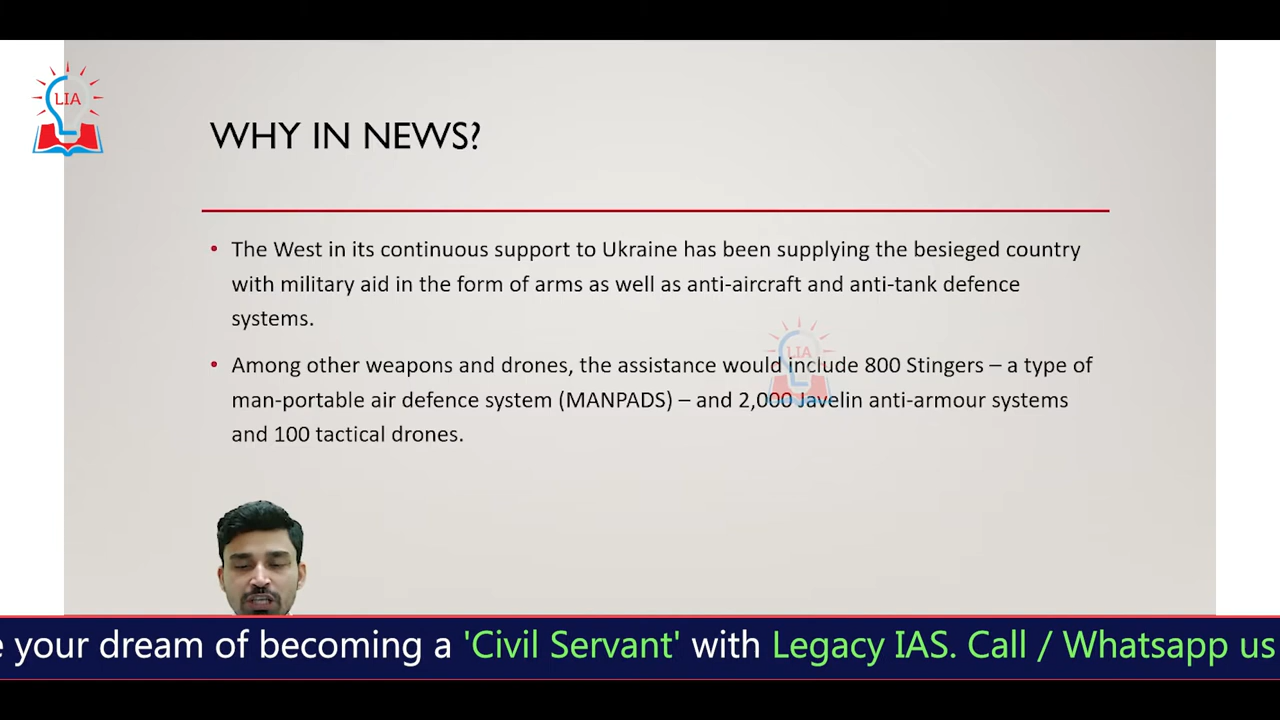 LIA
WHY IN NEWS?
• The West in its continuous support to Ukraine has been supplying the besieged country
with military aid in the form of arms as well as anti-aircraft and anti-tank defence
systems.
• Among other weapons and drones, the assistance would include 800 Stingers – a type of
man-portable air defence system (MANPADS) – and 2,000 Javelin anti-armour systems
and 100 tactical drones.
LIA
your dream of becoming a 'Civil Servant' with Legacy IAS. Call / Whatsapp us